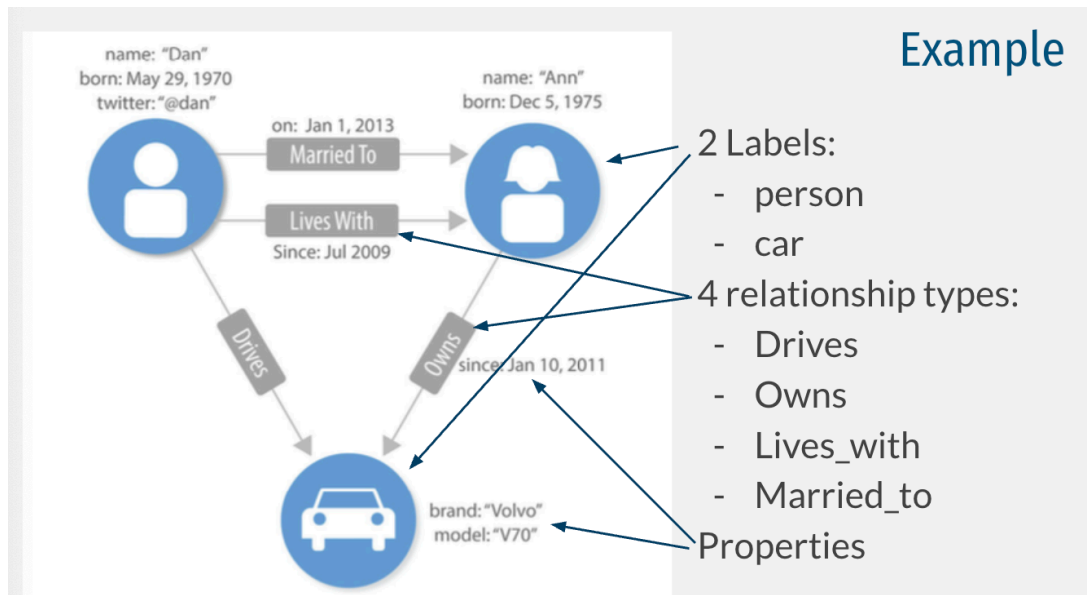 Example
name: "Dan"
born: May 29, 1970
twitter: "@dan"
name: "Ann"
born: Dec 5, 1975
on: Jan 1, 2013
Married To
Lives With
Since: Jul 2009
Drives
Owns
since: Jan 10, 2011
brand: "Volvo"
model: "V70"
2 Labels:
- person
- car
4 relationship types:
- Drives
- Owns
- Lives_with
- Married_to
Properties